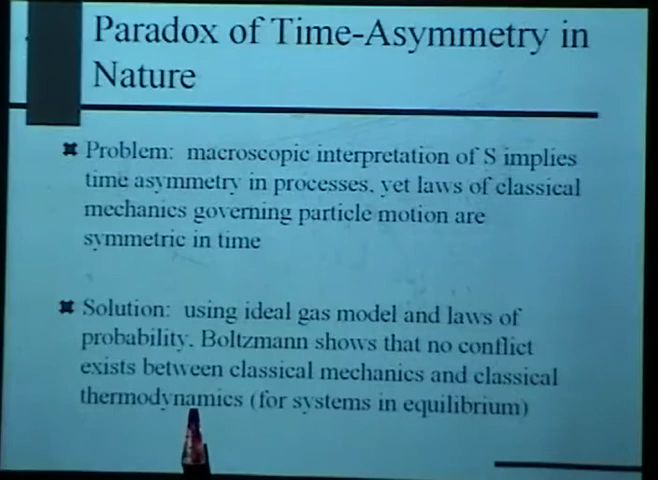 Paradox of Time-Asymmetry in
Nature
Problem: macroscopic interpretation of S implies
time asymmetry in processes, yet laws of classical
mechanics governing particle motion are
symmetric in time
Solution: using ideal gas model and laws of
probability, Boltzmann shows that no conflict
exists between classical mechanics and classical
thermodynamics (for systems in equilibrium)